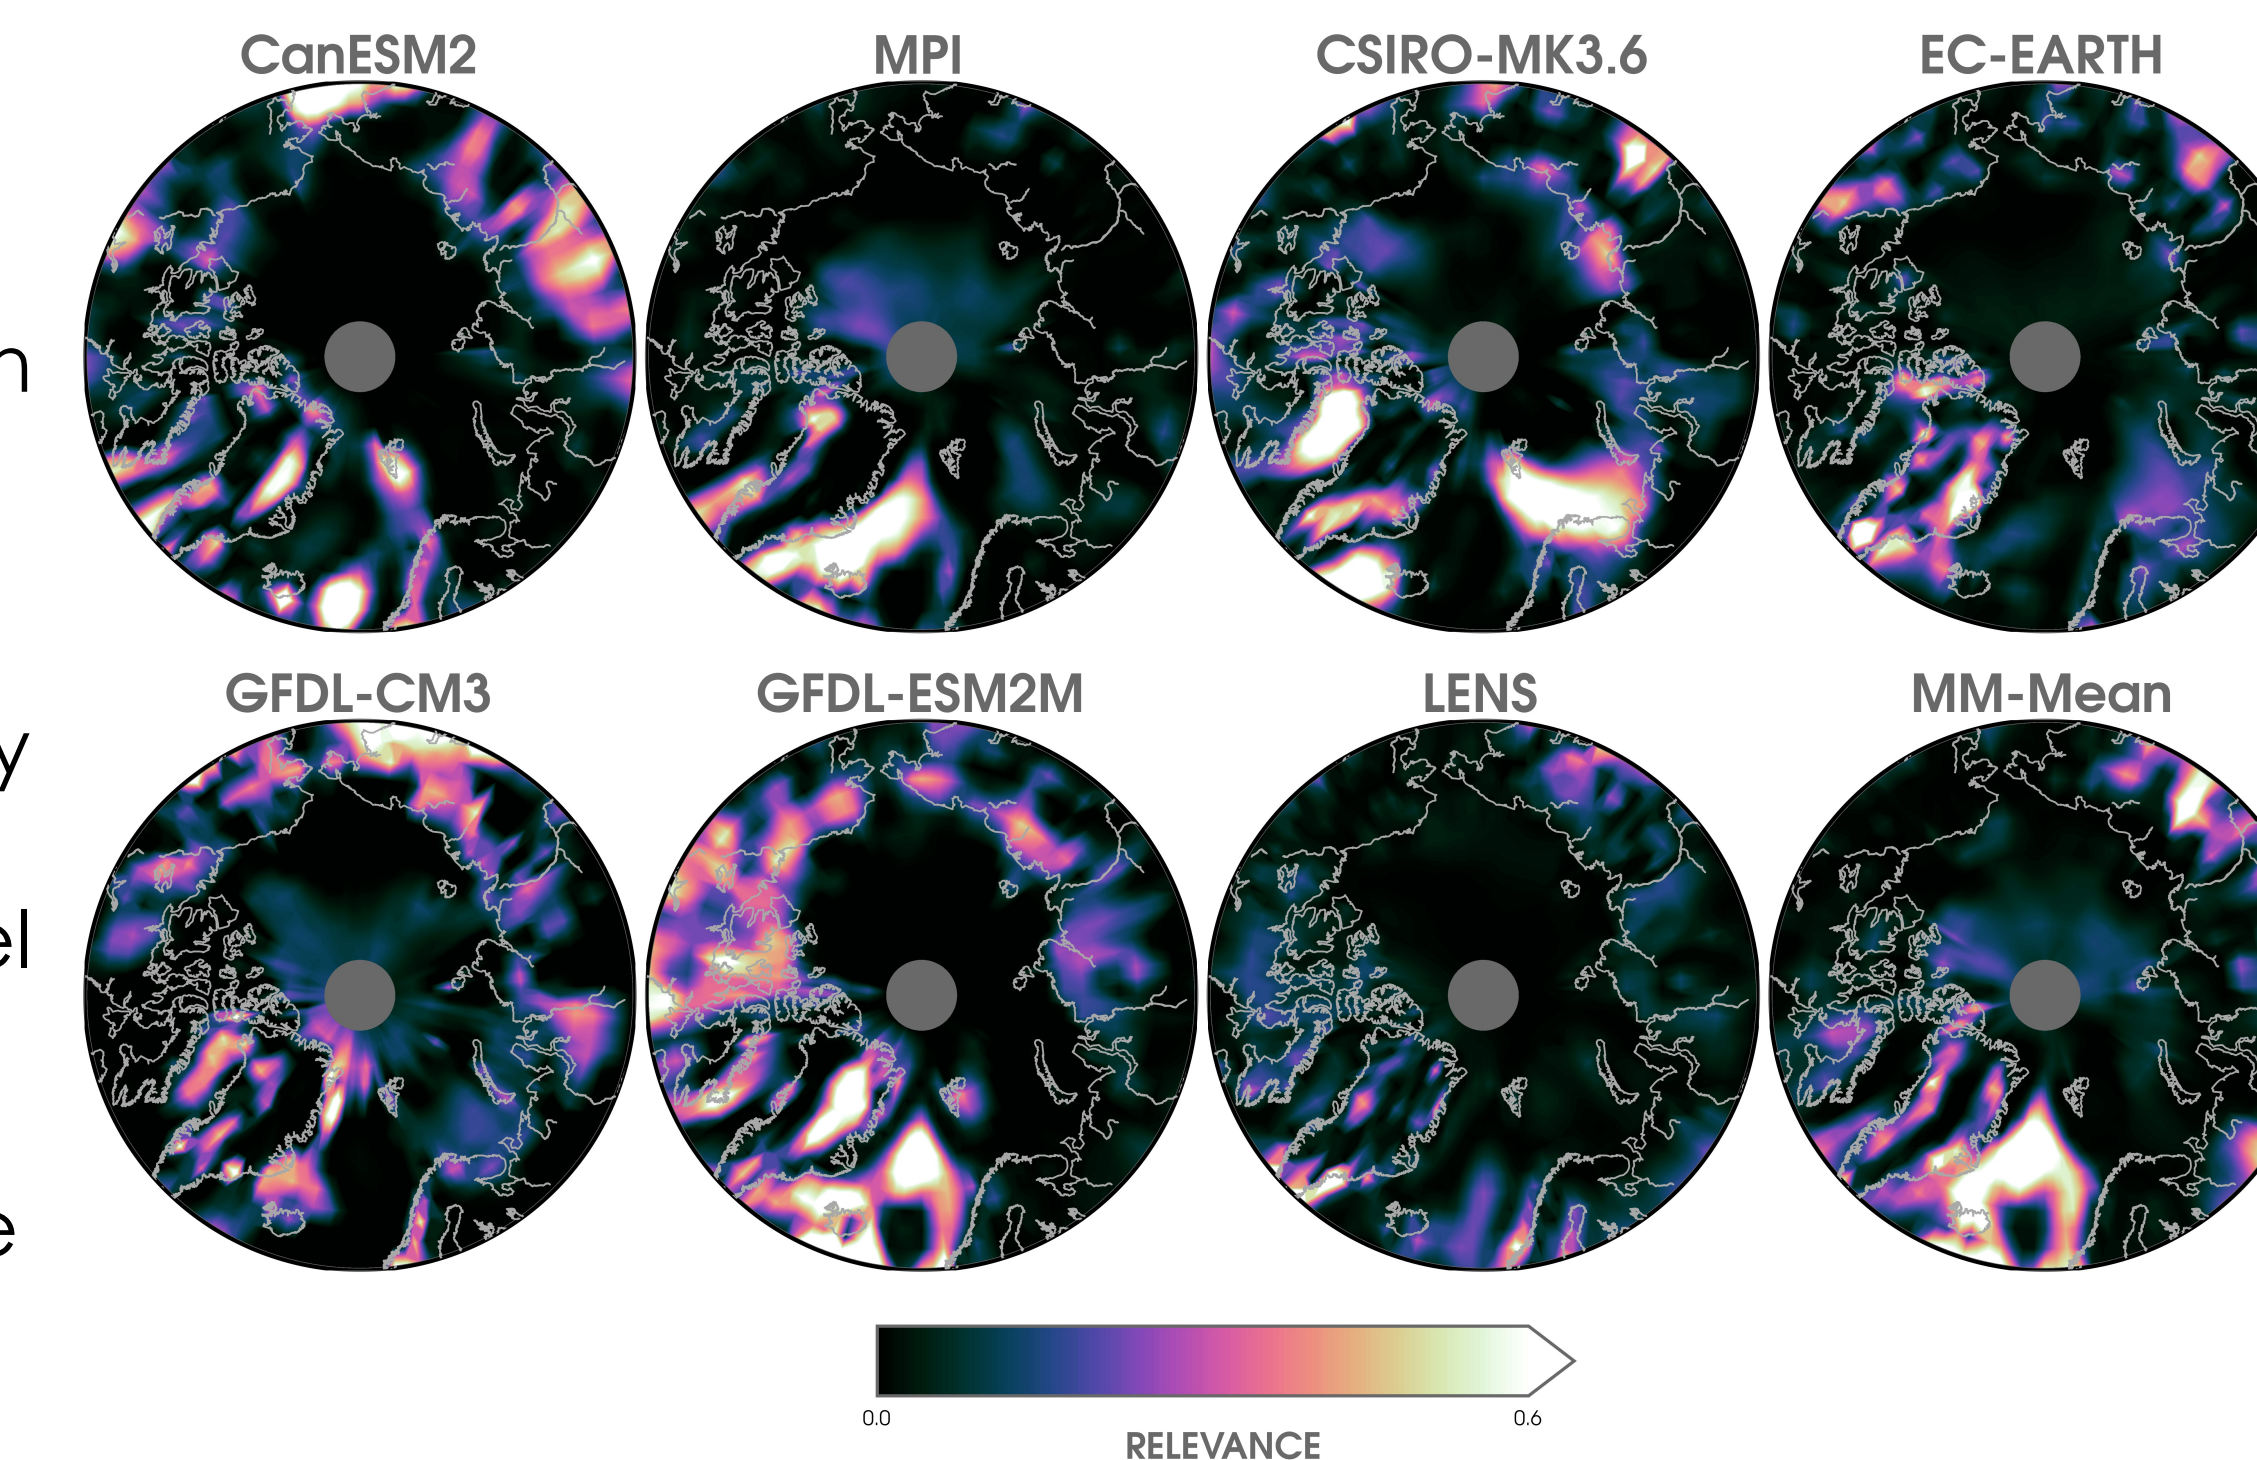 CanESM2 MPI CSIRO-MK3.6 EC-EARTH
n
y
GFDL-CM3 GFDL-ESM2M LENS MM-Mean
el
e
0.0 0.6
RELEVANCE